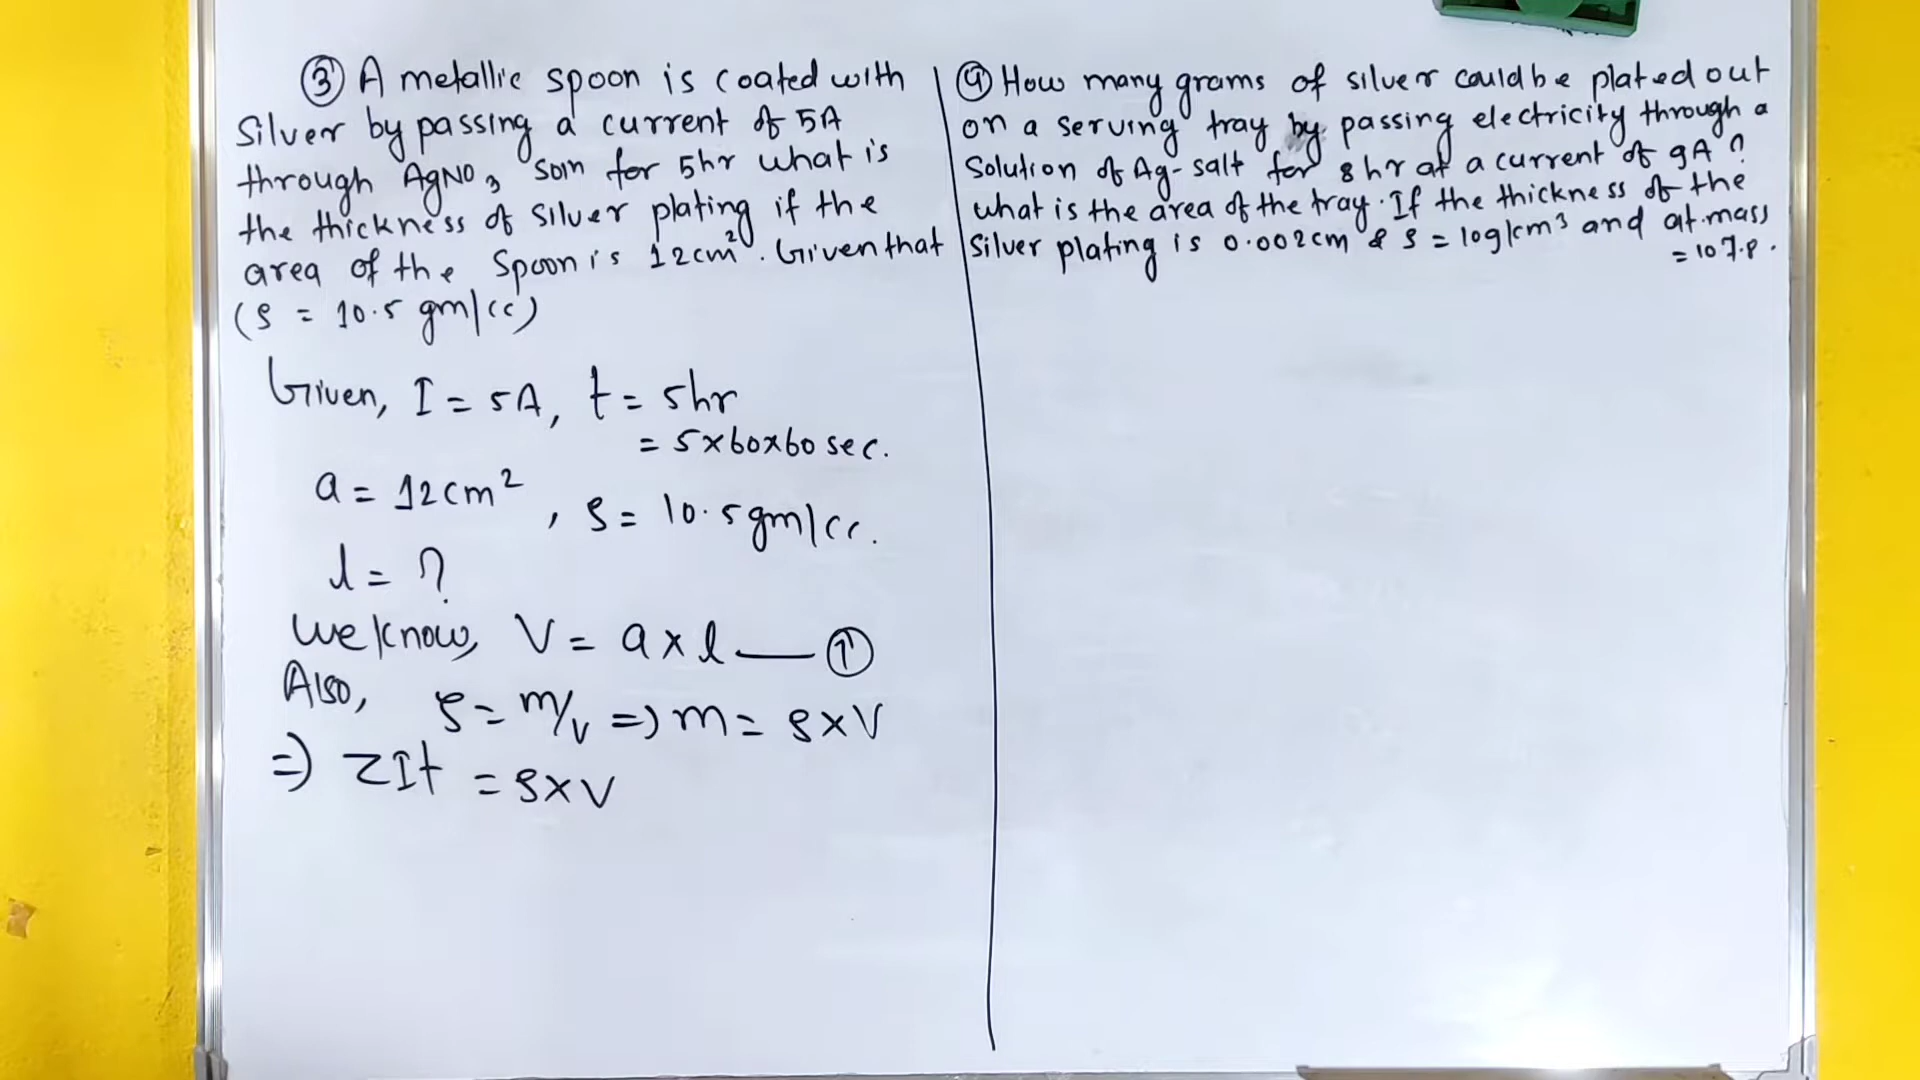 ③ A metallic spoon is coated with
Silver by passing a current of 5A
through AgNO3 soln for 5hr what is
the thickness of silver plating if the
area of the Spoon is 12cm². Given that
(ρ = 10.5 gm/cc)
Given, I = 5A, t = 5hr
= 5×60×60 sec.
a = 12cm², ρ = 10.5gm/cc.
l = ?
We know, V = a × l — ①
Also, ρ = m/v => m = ρ×V
=> ZIt = ρ×V
④ How many grams of silver could be plated out
on a serving tray by passing electricity through a
Solution of Ag-salt for 8hr at a current of 9A?
what is the area of the tray. If the thickness of the
Silver plating is 0.002cm & ρ = 10g/cm³ and at.mass
= 107.8.